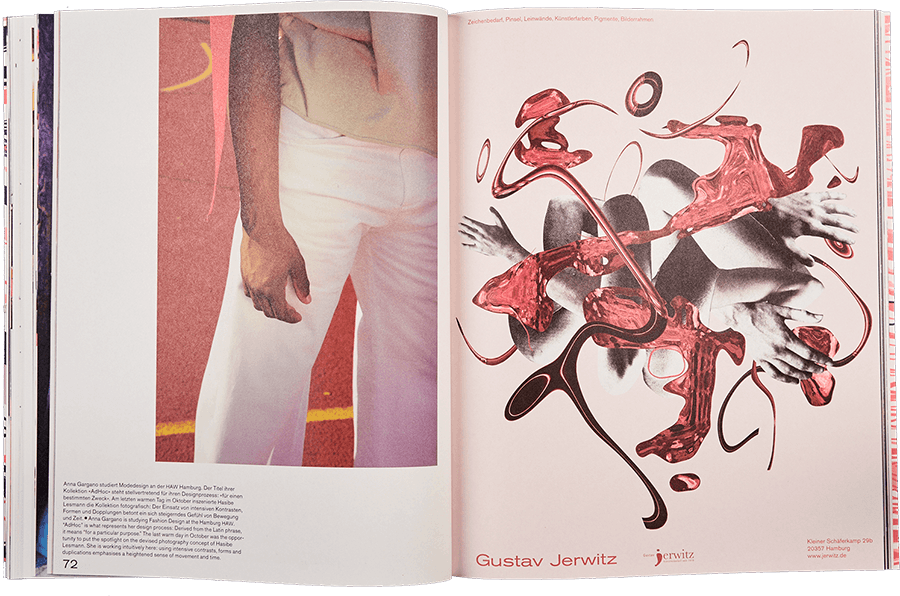 Anna Gargano studiert Modedesign an der HAW Hamburg. Der Titel ihrer
Kollektion «AdHoc» steht stellvertretend für ihren Designprozess: «für einen
bestimmten Zweck». Am letzten warmen Tag im Oktober inszenierte Hasibe
Lesmann die Kollektion fotografisch: Der Einsatz von intensiven Kontrasten,
Formen und Dopplungen betont ein sich steigerndes Gefühl von Bewegung
und Zeit. ● Anna Gargano is studying Fashion Design at the Hamburg HAW.
“AdHoc” is what represents her design process: Derived from the Latin phrase,
it means “for a particular purpose.” The last warm day in October was the oppor-
tunity to put the spotlight on the devised photography concept of Hasibe
Lesmann. She is working intuitively here: using intensive contrasts, forms and
duplications emphasises a heightened sense of movement and time.
72
Zeichenbedarf, Pinsel, Leinwände, Künstlerfarben, Pigmente, Bilderrahmen
Gustav Jerwitz
jerwitz
Kleiner Schäferkamp 29b
20357 Hamburg
www.jerwitz.de